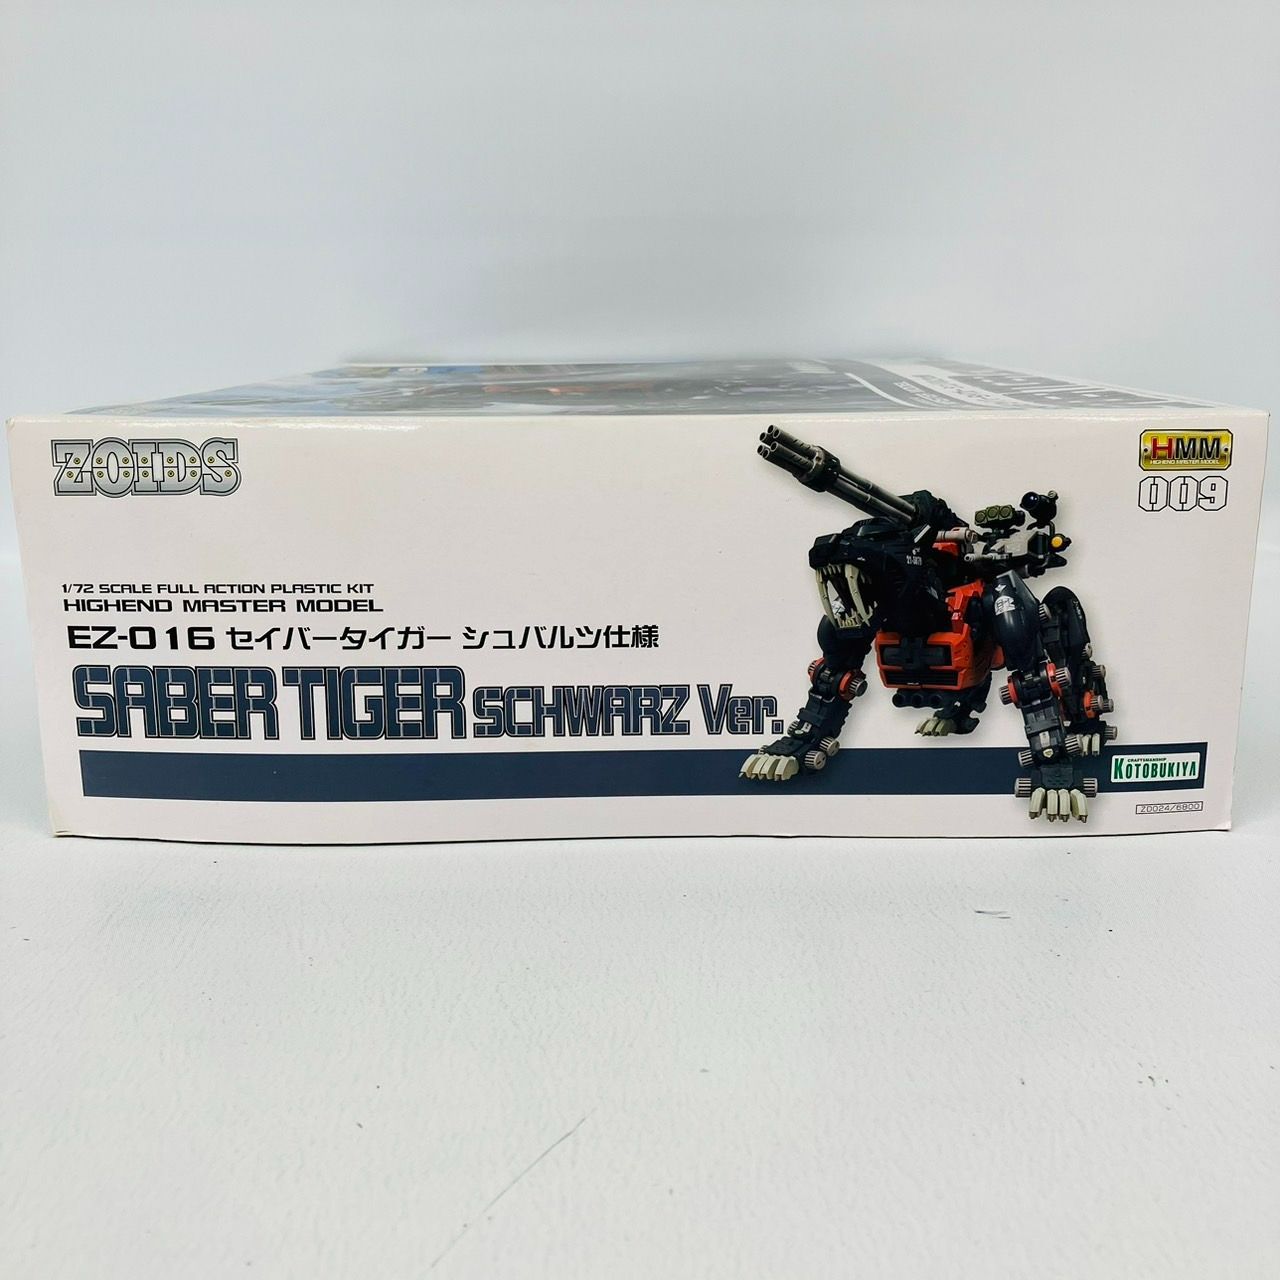 ZOIDS
HMM
HIGHEND MASTER MODEL
009
1/72 SCALE FULL ACTION PLASTIC KIT
HIGHEND MASTER MODEL
EZ-016 セイバータイガー シュバルツ仕様
SABER TIGER SCHWARZ Ver.
CRAFTSMANSHIP
KOTOBUKIYA
Z0024/6800